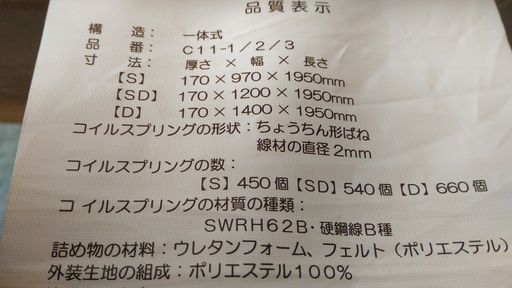 品質表示
構　造：　一体式
品　番：　C11-1/2/3
寸　法：　厚さ × 幅 × 長さ
【S】 170 × 970 × 1950mm
【SD】 170 × 1200 × 1950mm
【D】 170 × 1400 × 1950mm
コイルスプリングの形状：ちょうちん形ばね
線材の直径2mm
コイルスプリングの数：
【S】450個【SD】540個【D】660個
コイルスプリングの材質の種類：
SWRH62B・硬鋼線B種
詰め物の材料：ウレタンフォーム、フェルト（ポリエステル）
外装生地の組成：ポリエステル100％